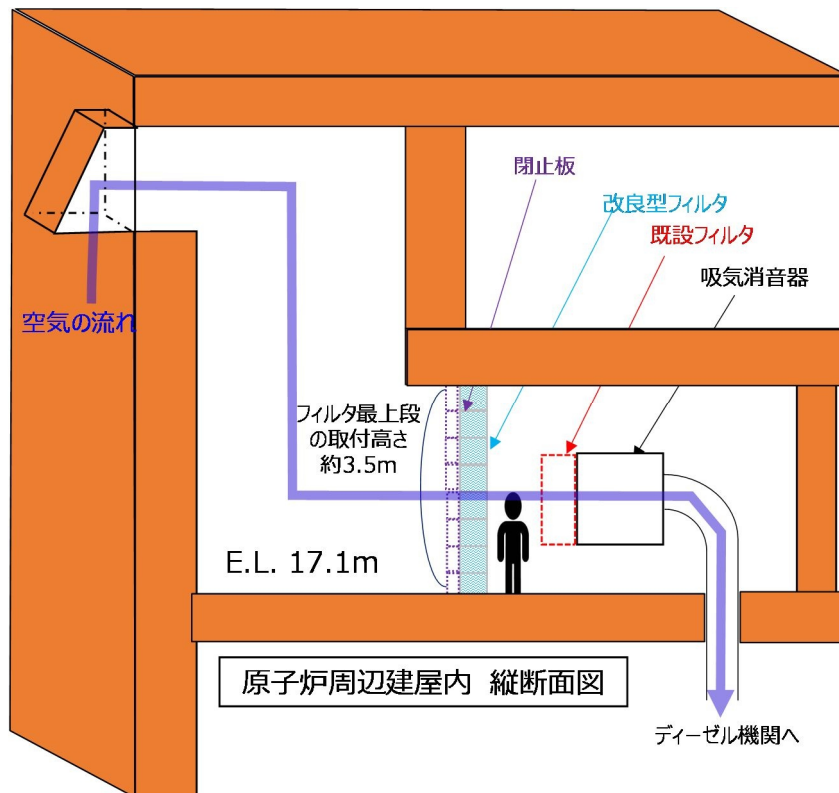 閉止板
改良型フィルタ
既設フィルタ
吸気消音器
空気の流れ
フィルタ最上段
の取付高さ
約3.5m
E.L. 17.1m
原子炉周辺建屋内 縦断面図
ディーゼル機関へ